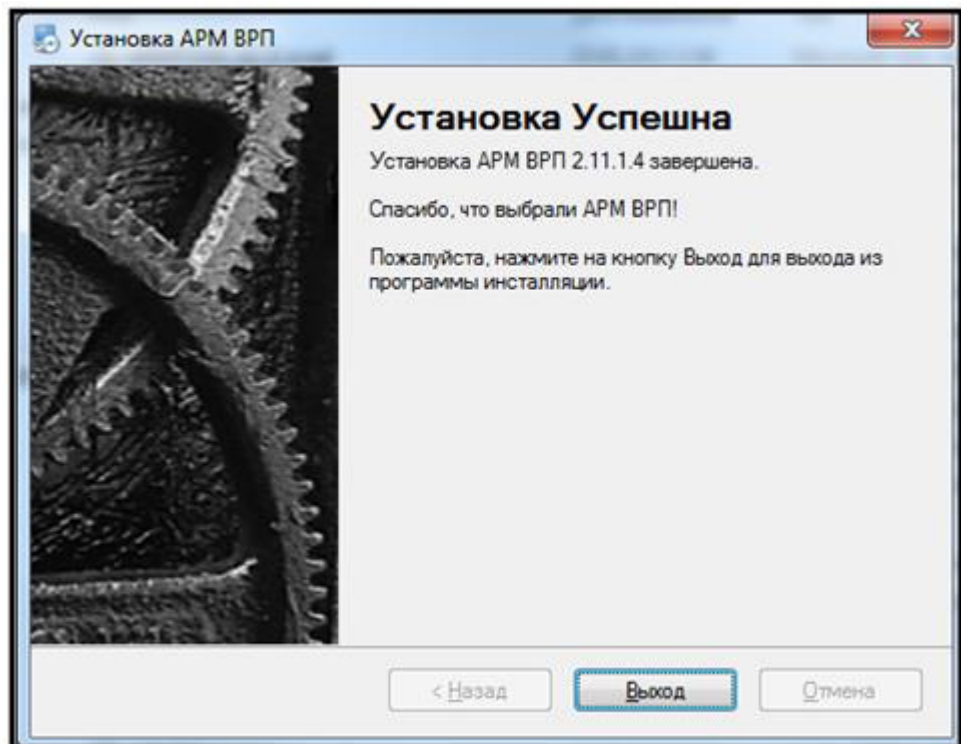 Установка АРМ ВРП
Установка Успешна
Установка АРМ ВРП 2.11.1.4 завершена.
Спасибо, что выбрали АРМ ВРП!
Пожалуйста, нажмите на кнопку Выход для выхода из
программы инсталляции.
< Назад
Выход
Отмена